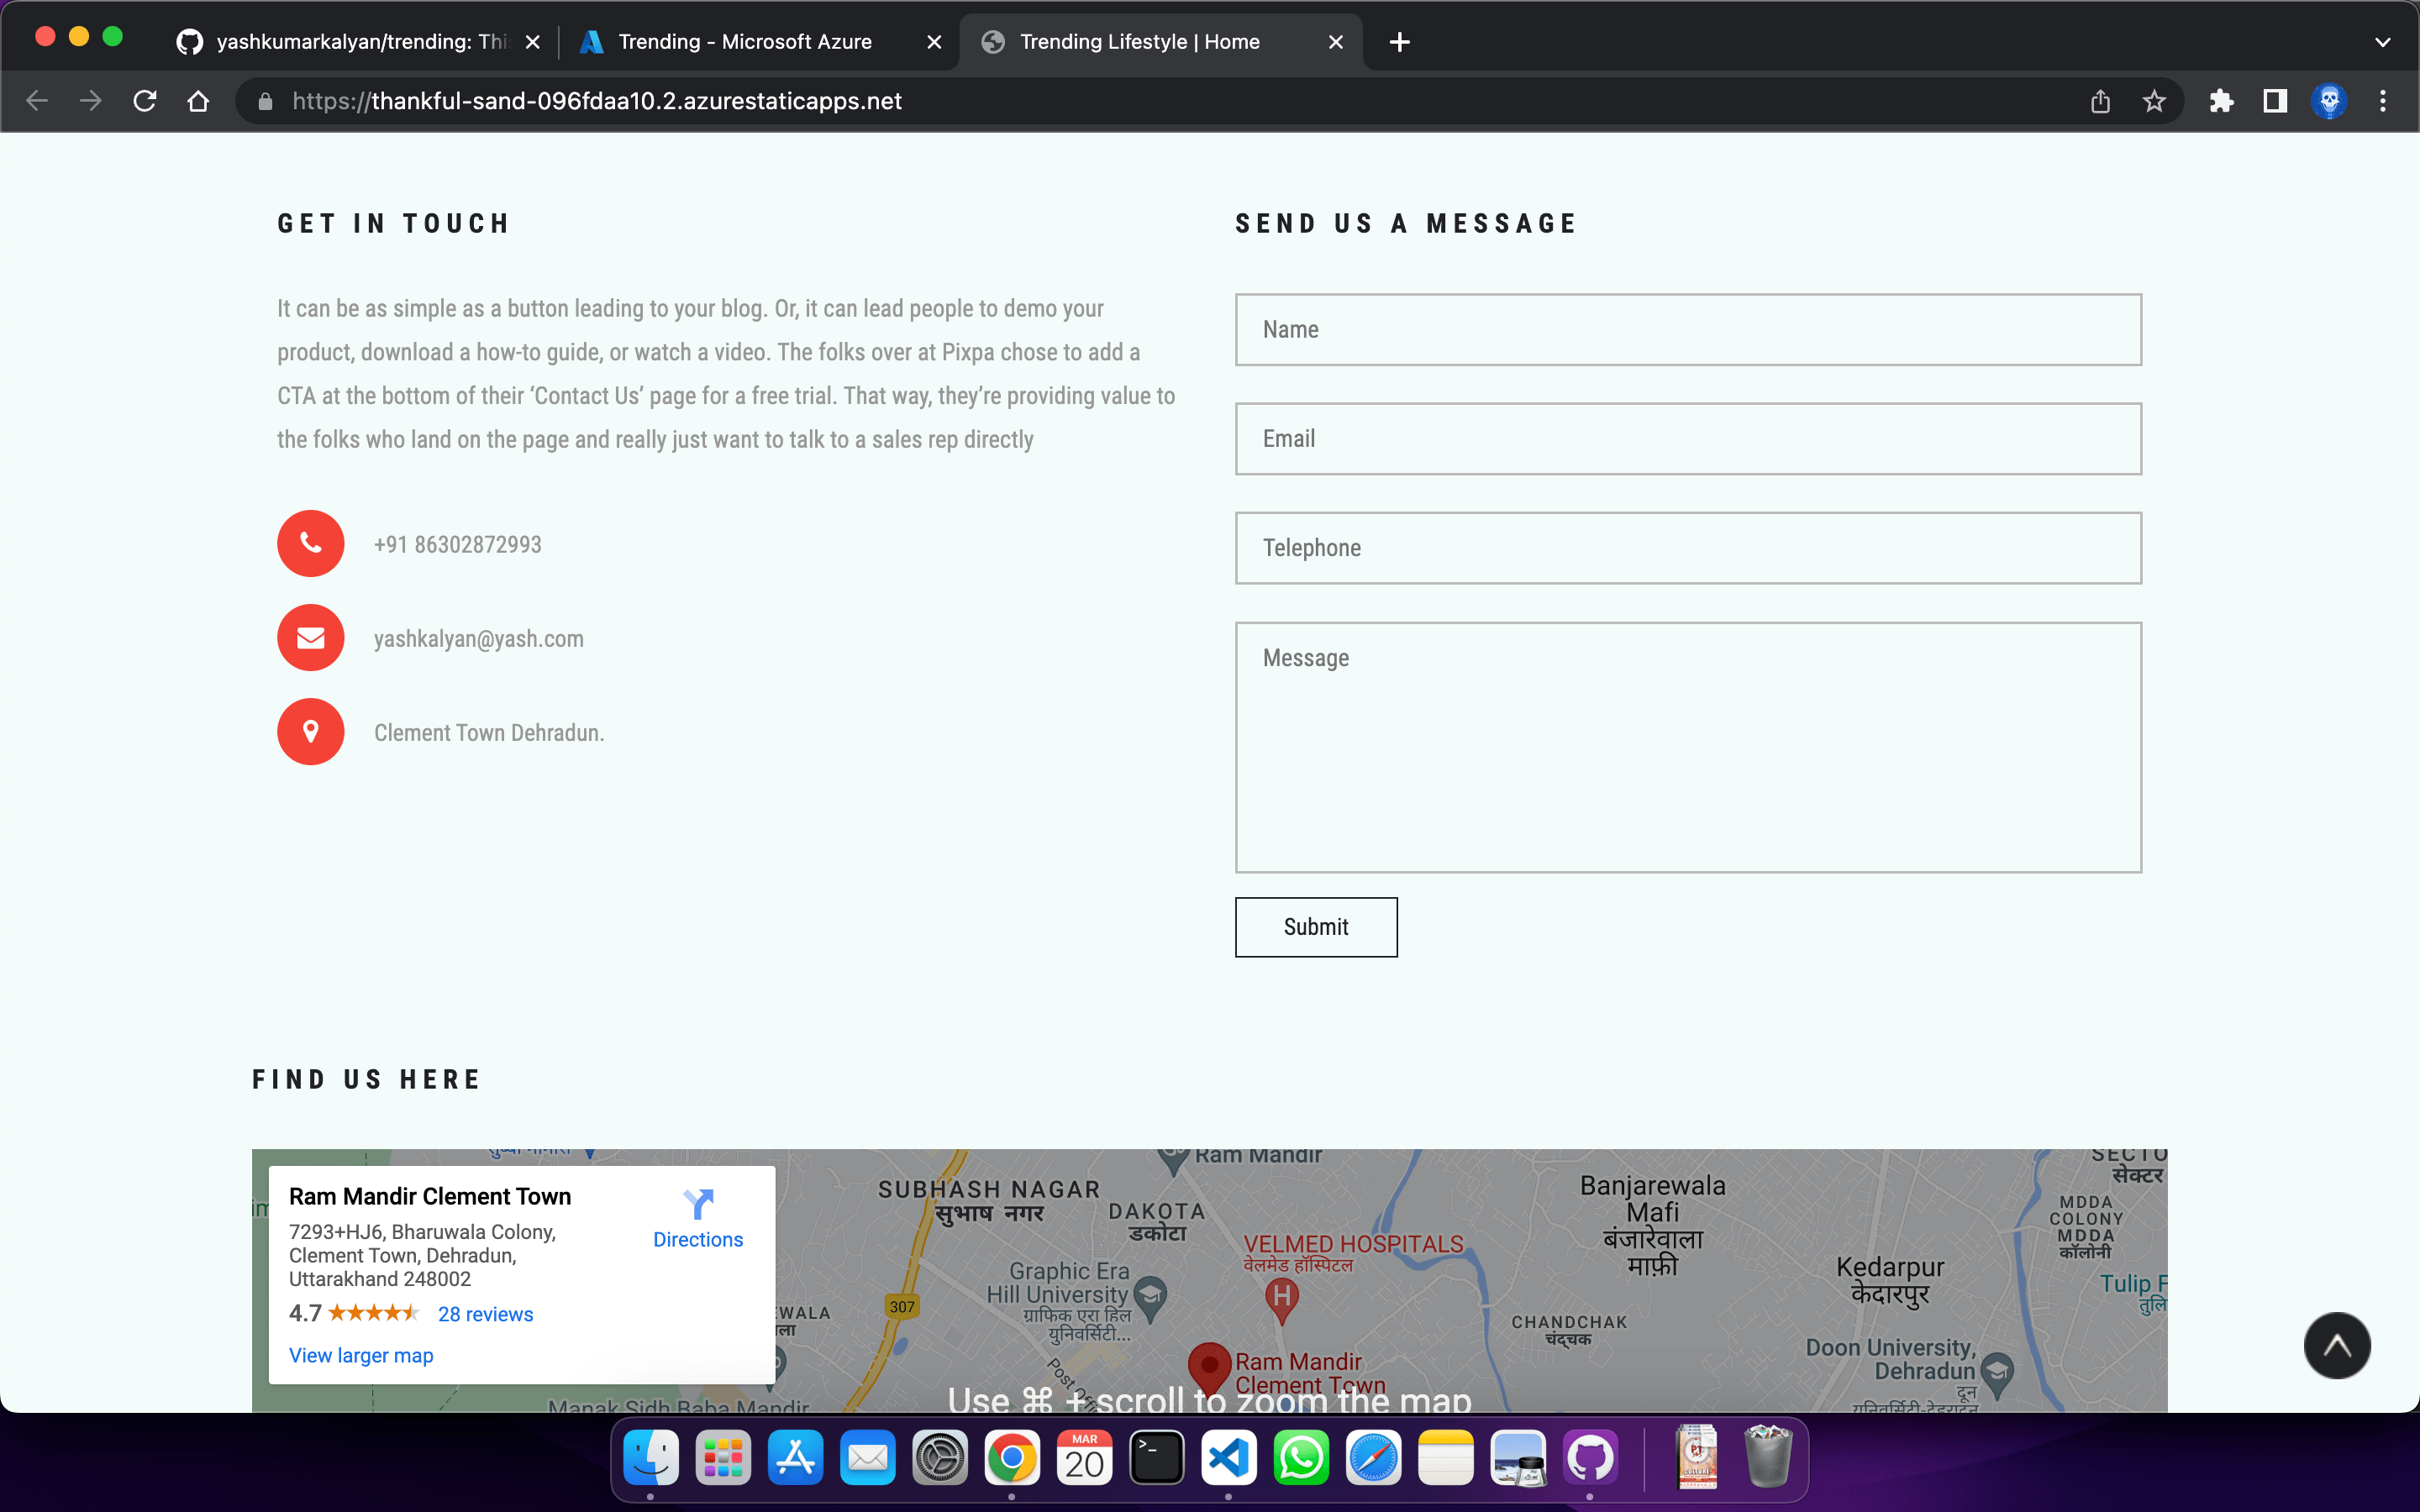 yashkumarkalyan/trending: Thi
Trending - Microsoft Azure
Trending Lifestyle | Home
https://thankful-sand-096fdaa10.2.azurestaticapps.net
GET IN TOUCH
It can be as simple as a button leading to your blog. Or, it can lead people to demo your
product, download a how-to guide, or watch a video. The folks over at Pixpa chose to add a
CTA at the bottom of their ‘Contact Us’ page for a free trial. That way, they’re providing value to
the folks who land on the page and really just want to talk to a sales rep directly
+91 86302872993
yashkalyan@yash.com
Clement Town Dehradun.
SEND US A MESSAGE
Name
Email
Telephone
Message
Submit
FIND US HERE
Ram Mandir Clement Town
7293+HJ6, Bharuwala Colony,
Clement Town, Dehradun,
Uttarakhand 248002
4.7
28 reviews
View larger map
Directions
Ram Mandir
SUBHASH NAGAR
सुभाष नगर
DAKOTA
डकोटा
VELMED HOSPITALS
वेलमेड हॉस्पिटल
H
Graphic Era
Hill University
ग्राफिक एरा हिल
युनिवर्सिटी...
307
Banjarewala
Mafi
बंजारेवाला
माफ़ी
Kedarpur
केदारपुर
SECTO
सेक्टर
MDDA
COLONY
MDDA
कॉलोनी
Tulip F
तुलि
CHANDCHAK
चंद्चक
Doon University,
Dehradun
दून
Ram Mandir
Clement Town
Manak Sidh Baba Mandir
Use ⌘ + scroll to zoom the map
MAR
20